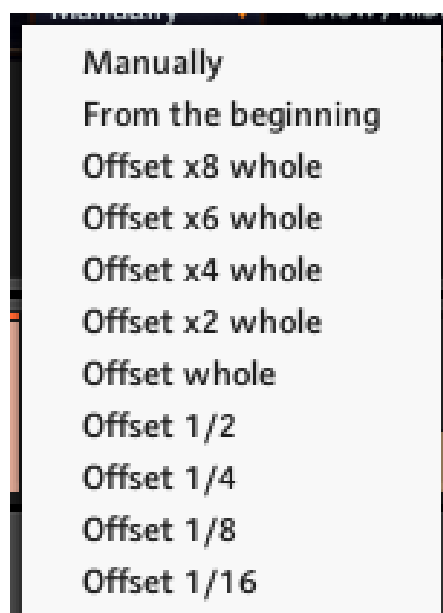 Manually
From the beginning
Offset x8 whole
Offset x6 whole
Offset x4 whole
Offset x2 whole
Offset whole
Offset 1/2
Offset 1/4
Offset 1/8
Offset 1/16